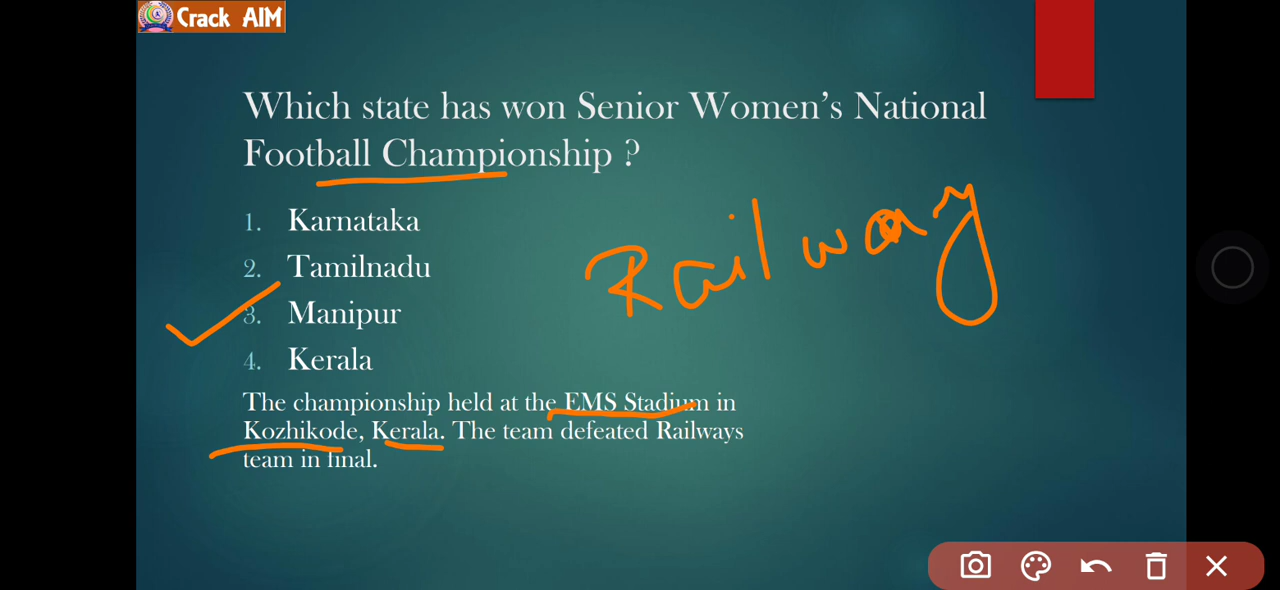 Crack AIM
Which state has won Senior Women's National
Football Championship ?
1. Karnataka
2. Tamilnadu
3. Manipur
4. Kerala
Railway
The championship held at the EMS Stadium in
Kozhikode, Kerala. The team defeated Railways
team in final.